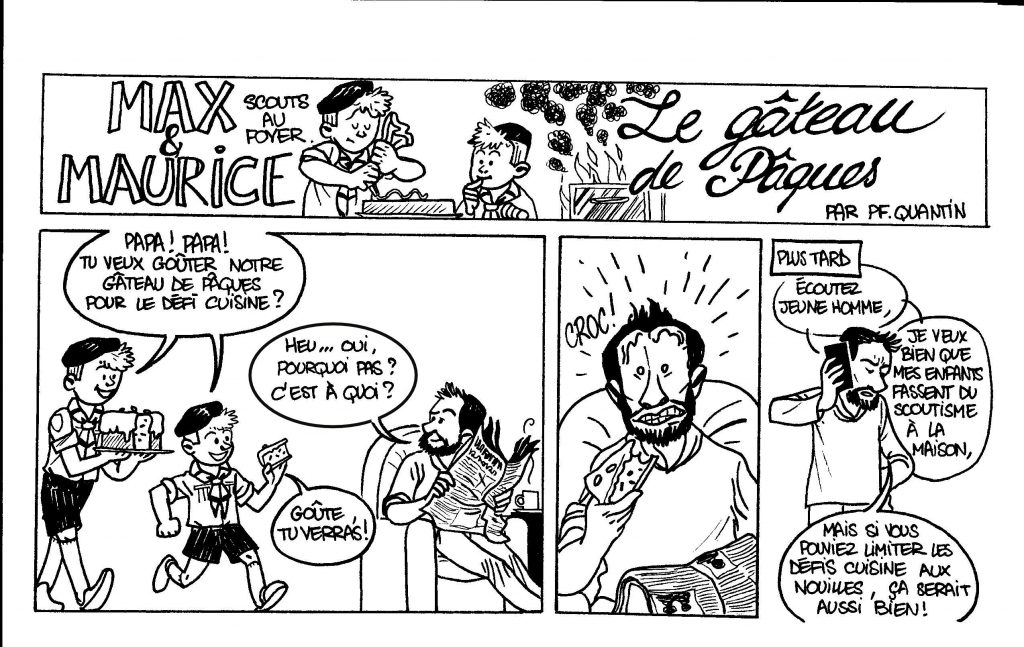 MAX
&
MAURICE
SCOUTS
AU
FOYER.
Le gâteau
de Pâques
PAR PF. QUANTIN
PAPA! PAPA!
TU VEUX GOÛTER NOTRE
GÂTEAU DE PÂQUES
POUR LE DÉFI CUISINE?
HEU... OUI,
POURQUOI PAS?
C'EST À QUOI?
GOÛTE,
TU VERRAS!
CROC!
PLUS TARD
ÉCOUTEZ
JEUNE HOMME,
JE VEUX
BIEN QUE
MES ENFANTS
FASSENT DU
SCOUTISME
À LA
MAISON,
MAIS SI VOUS
POUVIEZ LIMITER LES
DÉFIS CUISINE AUX
NOUILLES, ÇA SERAIT
AUSSI BIEN!